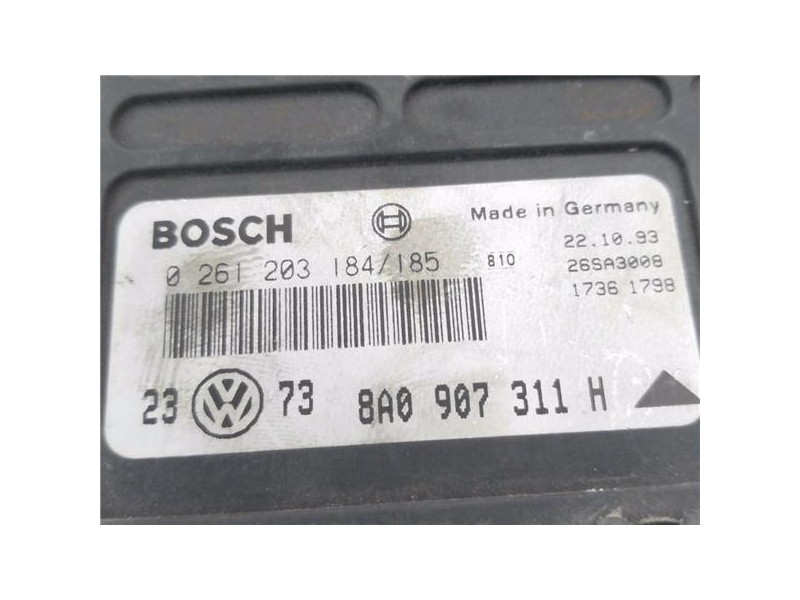 BOSCH Made in Germany
22.10.93
0 261 203 184/185 810 26SA3008
1736 1798
23 VW 73 8A0 907 311 H